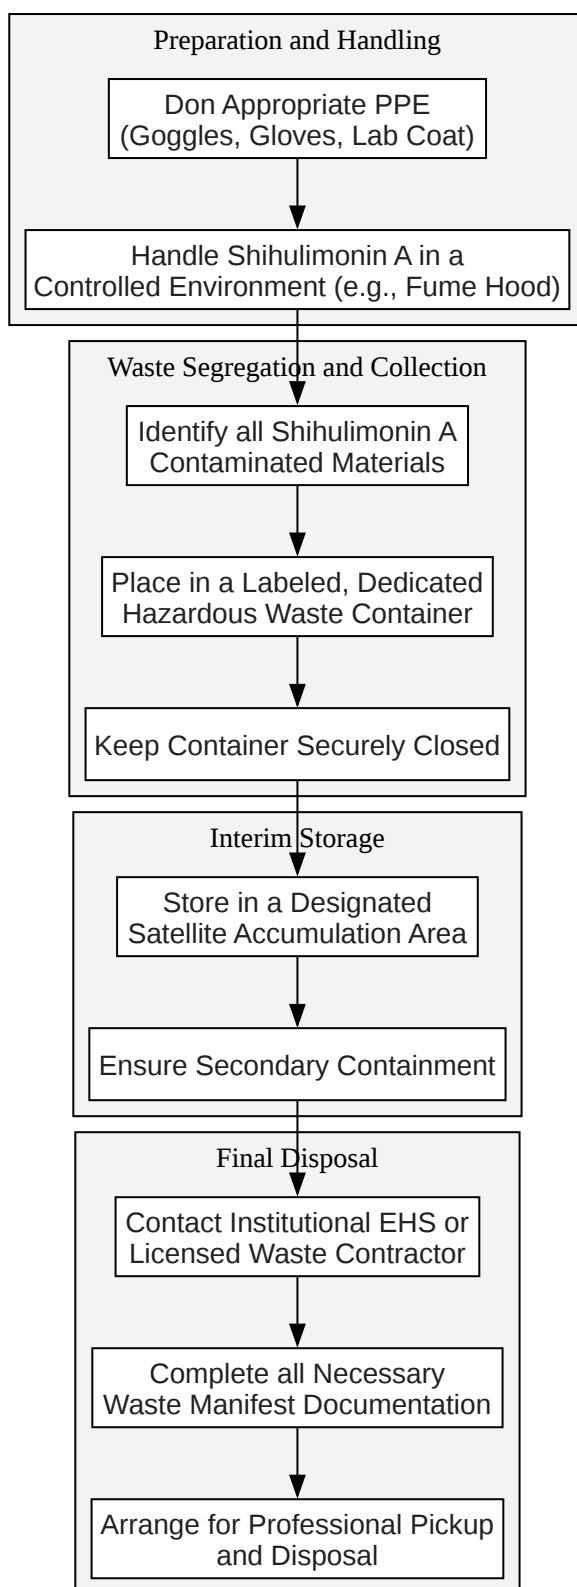 Preparation and Handling
Don Appropriate PPE
(Goggles, Gloves, Lab Coat)
Handle Shihulimonin A in a
Controlled Environment (e.g., Fume Hood)
Waste Segregation and Collection
Identify all Shihulimonin A
Contaminated Materials
Place in a Labeled, Dedicated
Hazardous Waste Container
Keep Container Securely Closed
Interim Storage
Store in a Designated
Satellite Accumulation Area
Ensure Secondary Containment
Final Disposal
Contact Institutional EHS or
Licensed Waste Contractor
Complete all Necessary
Waste Manifest Documentation
Arrange for Professional Pickup
and Disposal